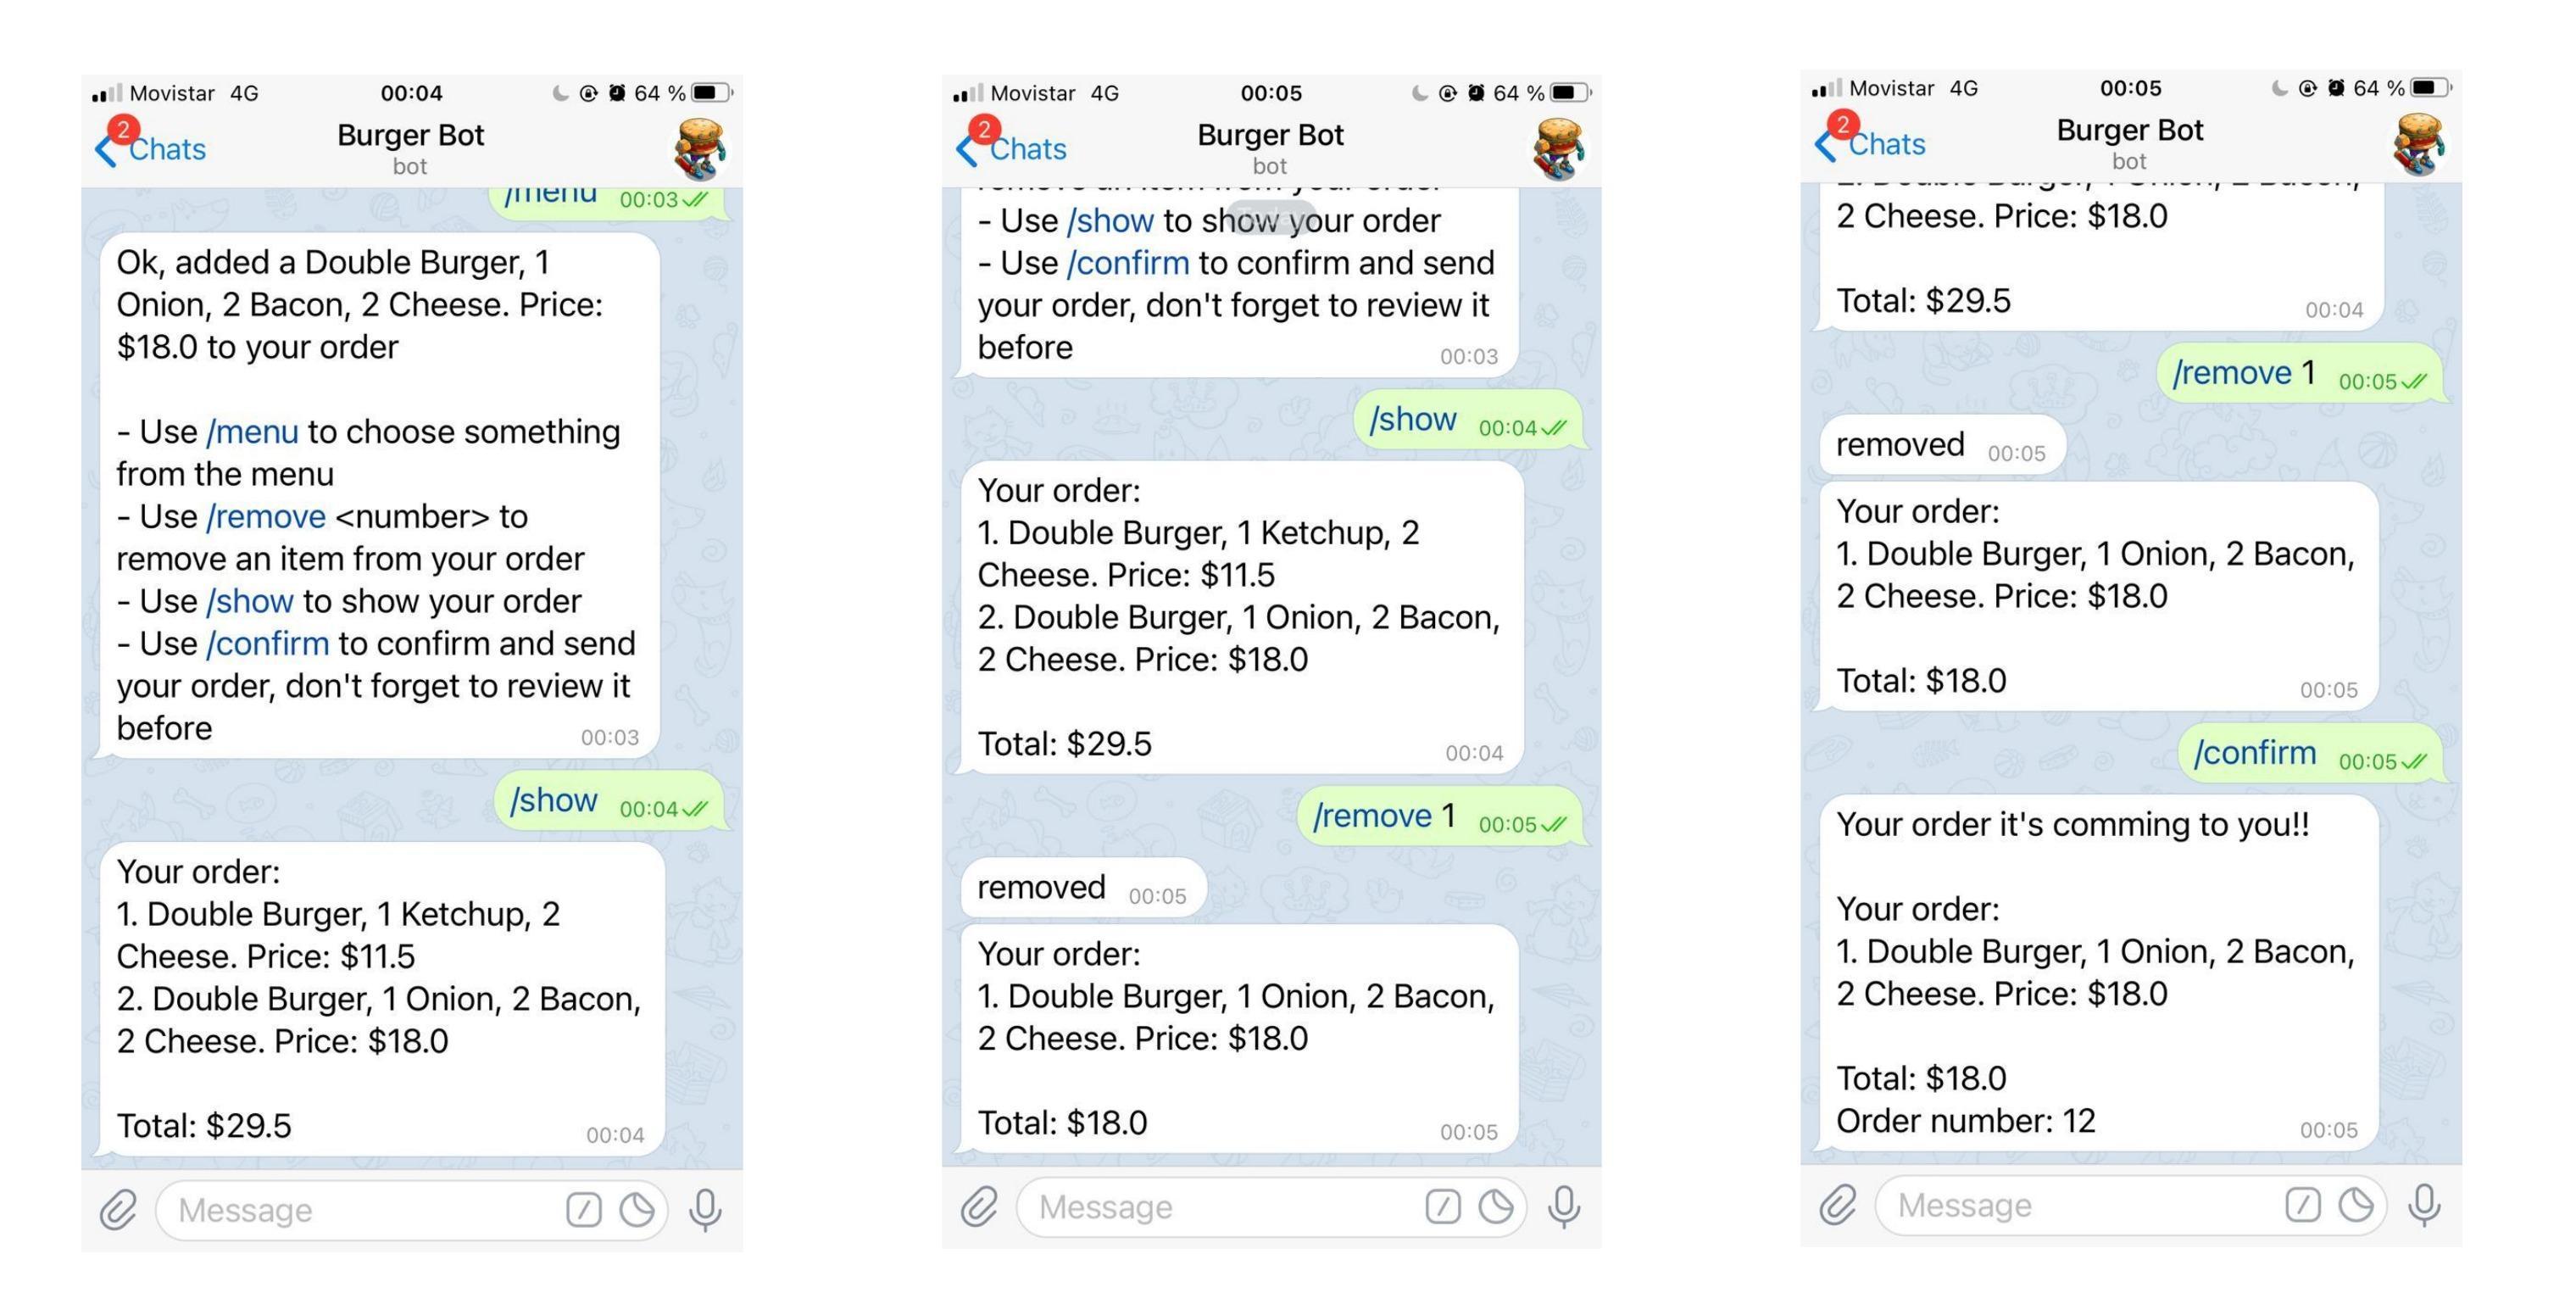 Movistar 4G 00:04 64 %
2
Chats
Burger Bot
bot
/menu 00:03
Ok, added a Double Burger, 1
Onion, 2 Bacon, 2 Cheese. Price:
$18.0 to your order
- Use /menu to choose something
from the menu
- Use /remove <number> to
remove an item from your order
- Use /show to show your order
- Use /confirm to confirm and send
your order, don't forget to review it
before 00:03
/show 00:04
Your order:
1. Double Burger, 1 Ketchup, 2
Cheese. Price: $11.5
2. Double Burger, 1 Onion, 2 Bacon,
2 Cheese. Price: $18.0
Total: $29.5 00:04
Message
Movistar 4G 00:05 64 %
2
Chats
Burger Bot
bot
remove an item from your order
- Use /show to show your order
- Use /confirm to confirm and send
your order, don't forget to review it
before 00:03
/show 00:04
Your order:
1. Double Burger, 1 Ketchup, 2
Cheese. Price: $11.5
2. Double Burger, 1 Onion, 2 Bacon,
2 Cheese. Price: $18.0
Total: $29.5 00:04
/remove 1 00:05
removed 00:05
Your order:
1. Double Burger, 1 Onion, 2 Bacon,
2 Cheese. Price: $18.0
Total: $18.0 00:05
Message
Movistar 4G 00:05 64 %
2
Chats
Burger Bot
bot
2. Double Burger, 1 Onion, 2 Bacon,
2 Cheese. Price: $18.0
Total: $29.5 00:04
/remove 1 00:05
removed 00:05
Your order:
1. Double Burger, 1 Onion, 2 Bacon,
2 Cheese. Price: $18.0
Total: $18.0 00:05
/confirm 00:05
Your order it's comming to you!!
Your order:
1. Double Burger, 1 Onion, 2 Bacon,
2 Cheese. Price: $18.0
Total: $18.0
Order number: 12 00:05
Message